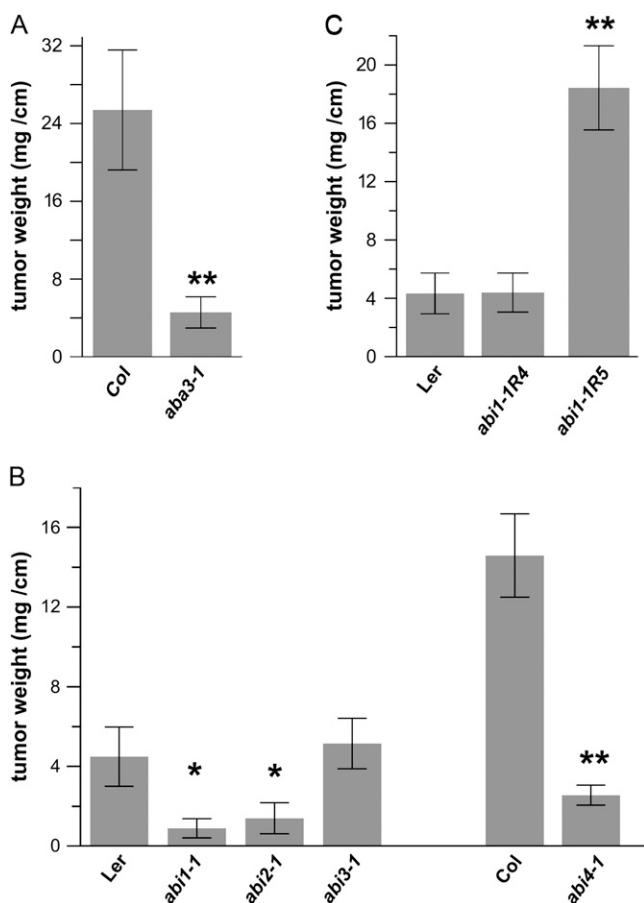 A
tumor weight (mg /cm)
32
24
16
8
0
Col
aba3-1
**
C
tumor weight (mg /cm)
20
16
12
8
4
0
Ler
abi1-1R4
abi1-1R5
**
B
tumor weight (mg /cm)
16
12
8
4
0
Ler
abi1-1
abi2-1
abi3-1
Col
abi4-1
*
*
**